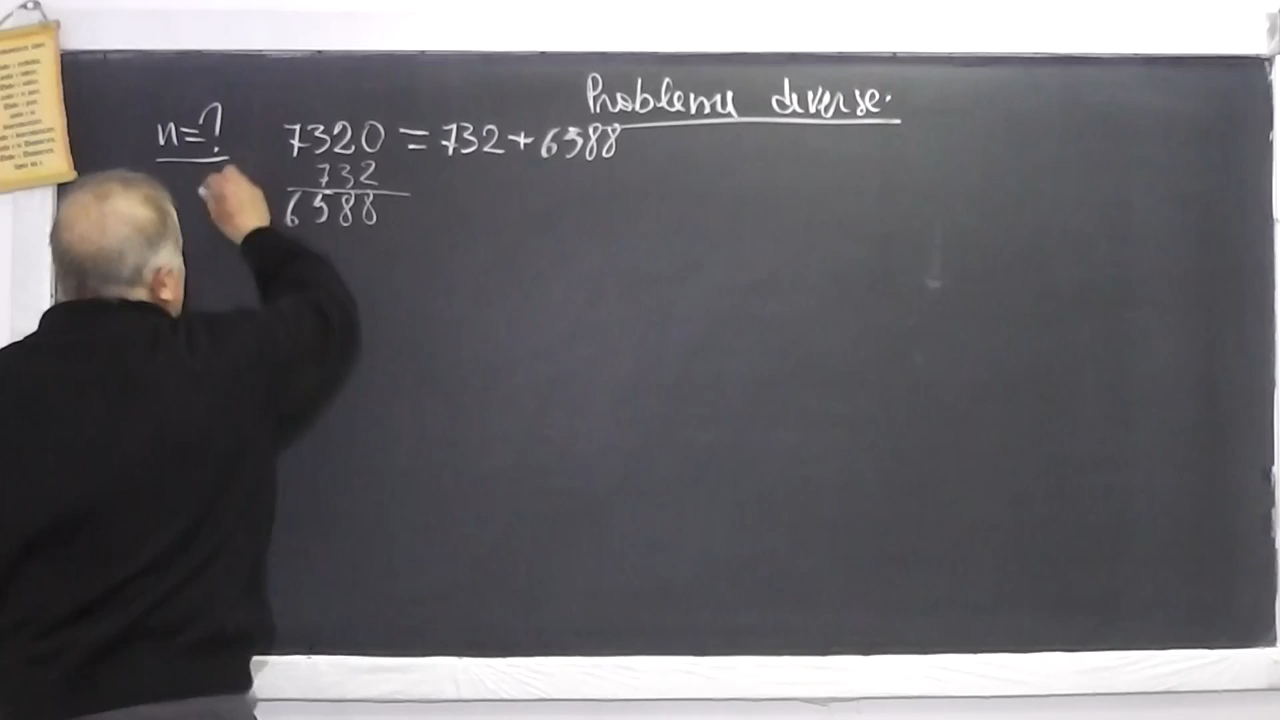 Probleme diverse.
n=? 7320 = 732 + 6588
732
6588